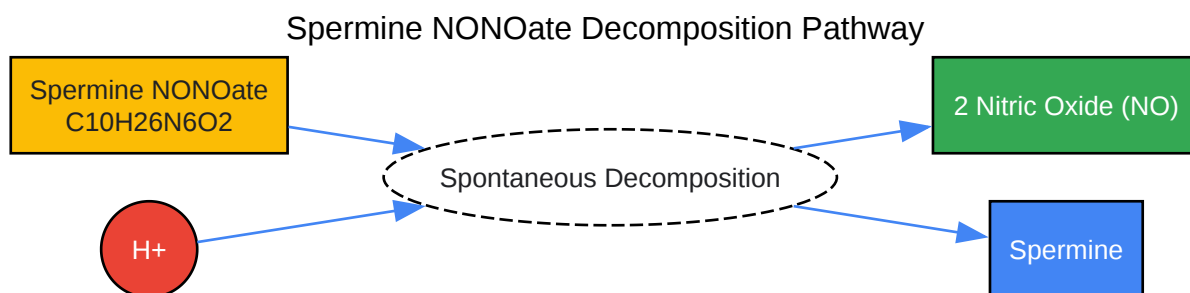 Spermine NONOate Decomposition Pathway
Spermine NONOate
C10H26N6O2
2 Nitric Oxide (NO)
Spontaneous Decomposition
H+
Spermine